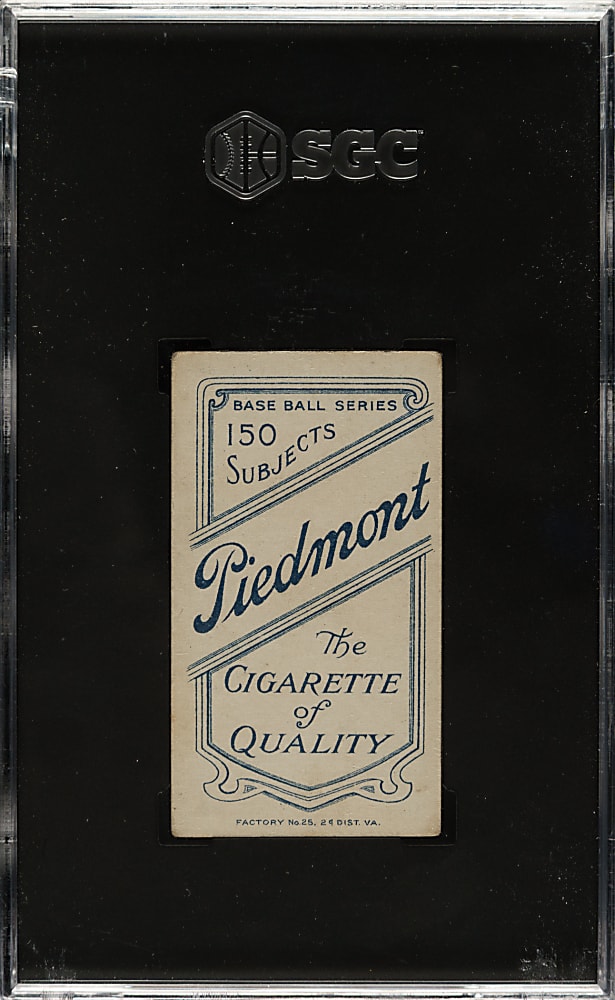 SGC
BASE BALL SERIES
150
SUBJECTS
Piedmont
The
CIGARETTE
of
QUALITY
FACTORY No. 25, 2d DIST. VA.